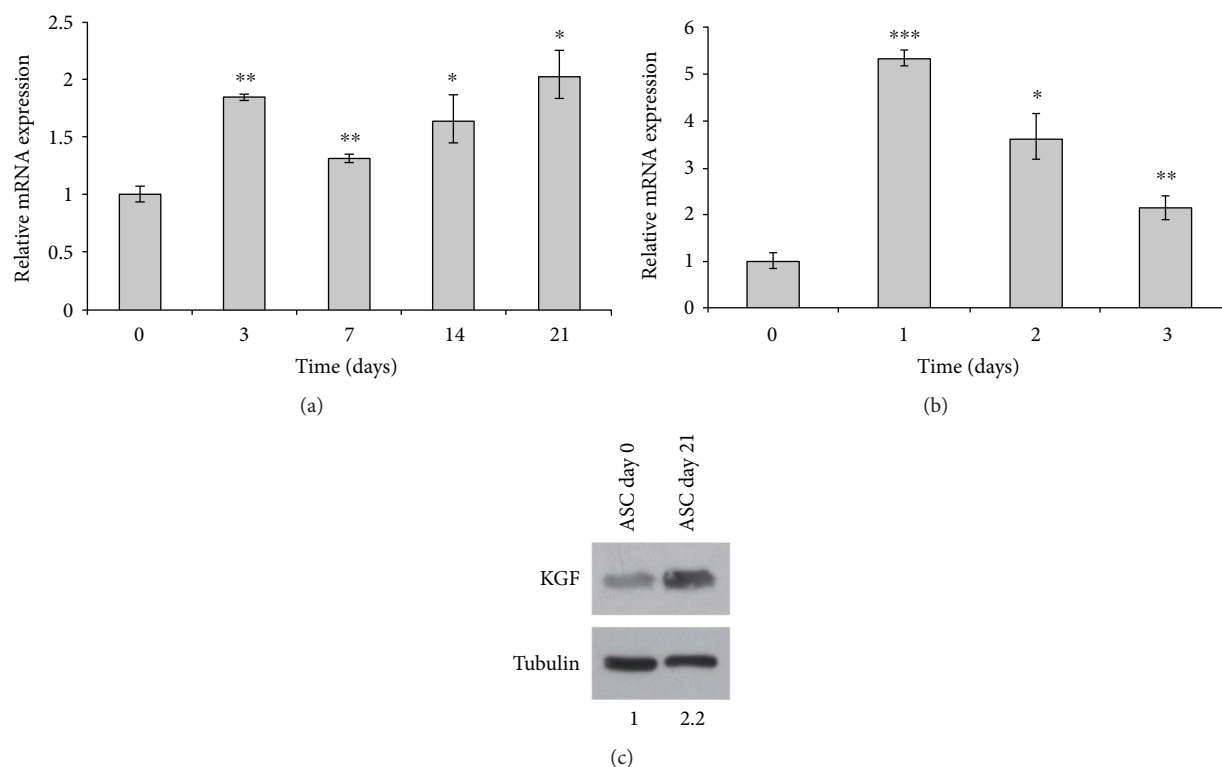 2.5
2
1.5
1
0.5
0
Relative mRNA expression
**
**
*
*
0 3 7 14 21
Time (days)
(a)
6
5
4
3
2
1
0
Relative mRNA expression
***
*
**
0 1 2 3
Time (days)
(b)
ASC day 0
ASC day 21
KGF
Tubulin
1 2.2
(c)